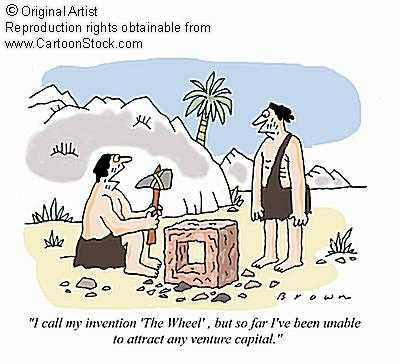 © Original Artist
Reproduction rights obtainable from
www.CartoonStock.com
Brown
"I call my invention 'The Wheel' , but so far I've been unable
to attract any venture capital."